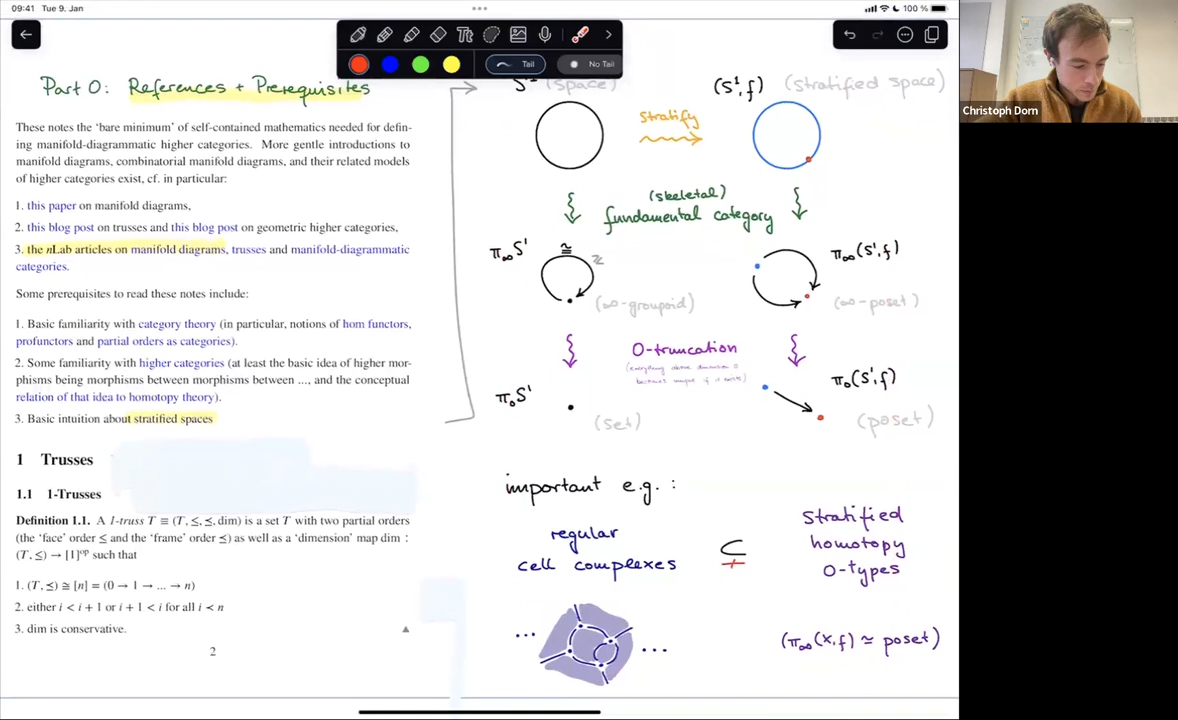 09:41 Tue 9. Jan
100 %
Tail
No Tail
Christoph Dorn
Part 0: References + Prerequisites
These notes the ‘bare minimum’ of self-contained mathematics needed for defin-
ing manifold-diagrammatic higher categories. More gentle introductions to
manifold diagrams, combinatorial manifold diagrams, and their related models
of higher categories exist, cf. in particular:
1. this paper on manifold diagrams,
2. this blog post on trusses and this blog post on geometric higher categories,
3. the nLab articles on manifold diagrams, trusses and manifold-diagrammatic
categories.
Some prerequisites to read these notes include:
1. Basic familiarity with category theory (in particular, notions of hom functors,
profunctors and partial orders as categories).
2. Some familiarity with higher categories (at least the basic idea of higher mor-
phisms being morphisms between morphisms between ..., and the conceptual
relation of that idea to homotopy theory).
3. Basic intuition about stratified spaces
1 Trusses
1.1 1-Trusses
Definition 1.1. A 1-truss T ≡ (T, ≤, ⪯, dim) is a set T with two partial orders
(the ‘face’ order ≤ and the ‘frame’ order ⪯) as well as a ‘dimension’ map dim :
(T, ≤) → [1]ᵒᵖ such that
1. (T, ⪯) ≅ [n] = (0 → 1 → ... → n)
2. either i < i + 1 or i + 1 < i for all i < n
3. dim is conservative.
▲
2
S¹ (space)
(S¹, f) (stratified space)
stratify
(skeletal)
fundamental category
π∞S¹
≅
ℤ
(∞-groupoid)
π∞(S¹, f)
(∞-poset)
0-truncation
(everything above dimension 0
becomes unique if it exists)
π₀S¹
(set)
π₀(S¹, f)
(poset)
important e.g. :
regular
cell complexes
⊊
stratified
homotopy
0-types
... ...
(π∞(X, f) ≃ poset)